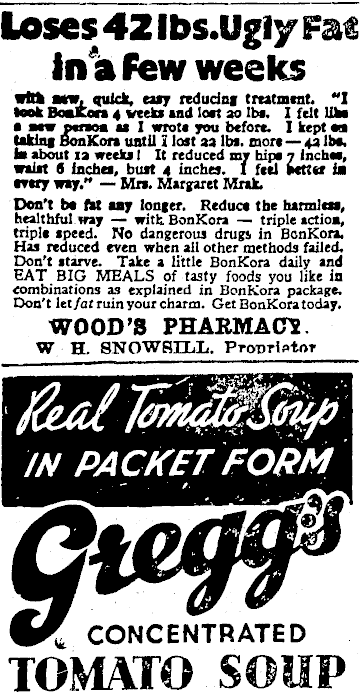 Loses 42 lbs. Ugly Fat
in a few weeks
with new, quick, easy reducing treatment. "I
took BonKora 4 weeks and lost 20 lbs. I felt like
a new person as I wrote you before. I kept on
taking BonKora until I lost 22 lbs. more — 42 lbs.
in about 12 weeks! It reduced my hips 7 inches,
waist 6 inches, bust 4 inches. I feel better in
every way." — Mrs. Margaret Mrak.
Don't be fat any longer. Reduce the harmless,
healthful way — with BonKora — triple action,
triple speed. No dangerous drugs in BonKora.
Has reduced even when all other methods failed.
Don't starve. Take a little BonKora daily and
EAT BIG MEALS of tasty foods you like in
combinations as explained in BonKora package.
Don't let fat ruin your charm. Get BonKora today.
WOOD'S PHARMACY.
W H. SNOWSILL, Proprietor
Real Tomato Soup
IN PACKET FORM
Gregg's
CONCENTRATED
TOMATO SOUP